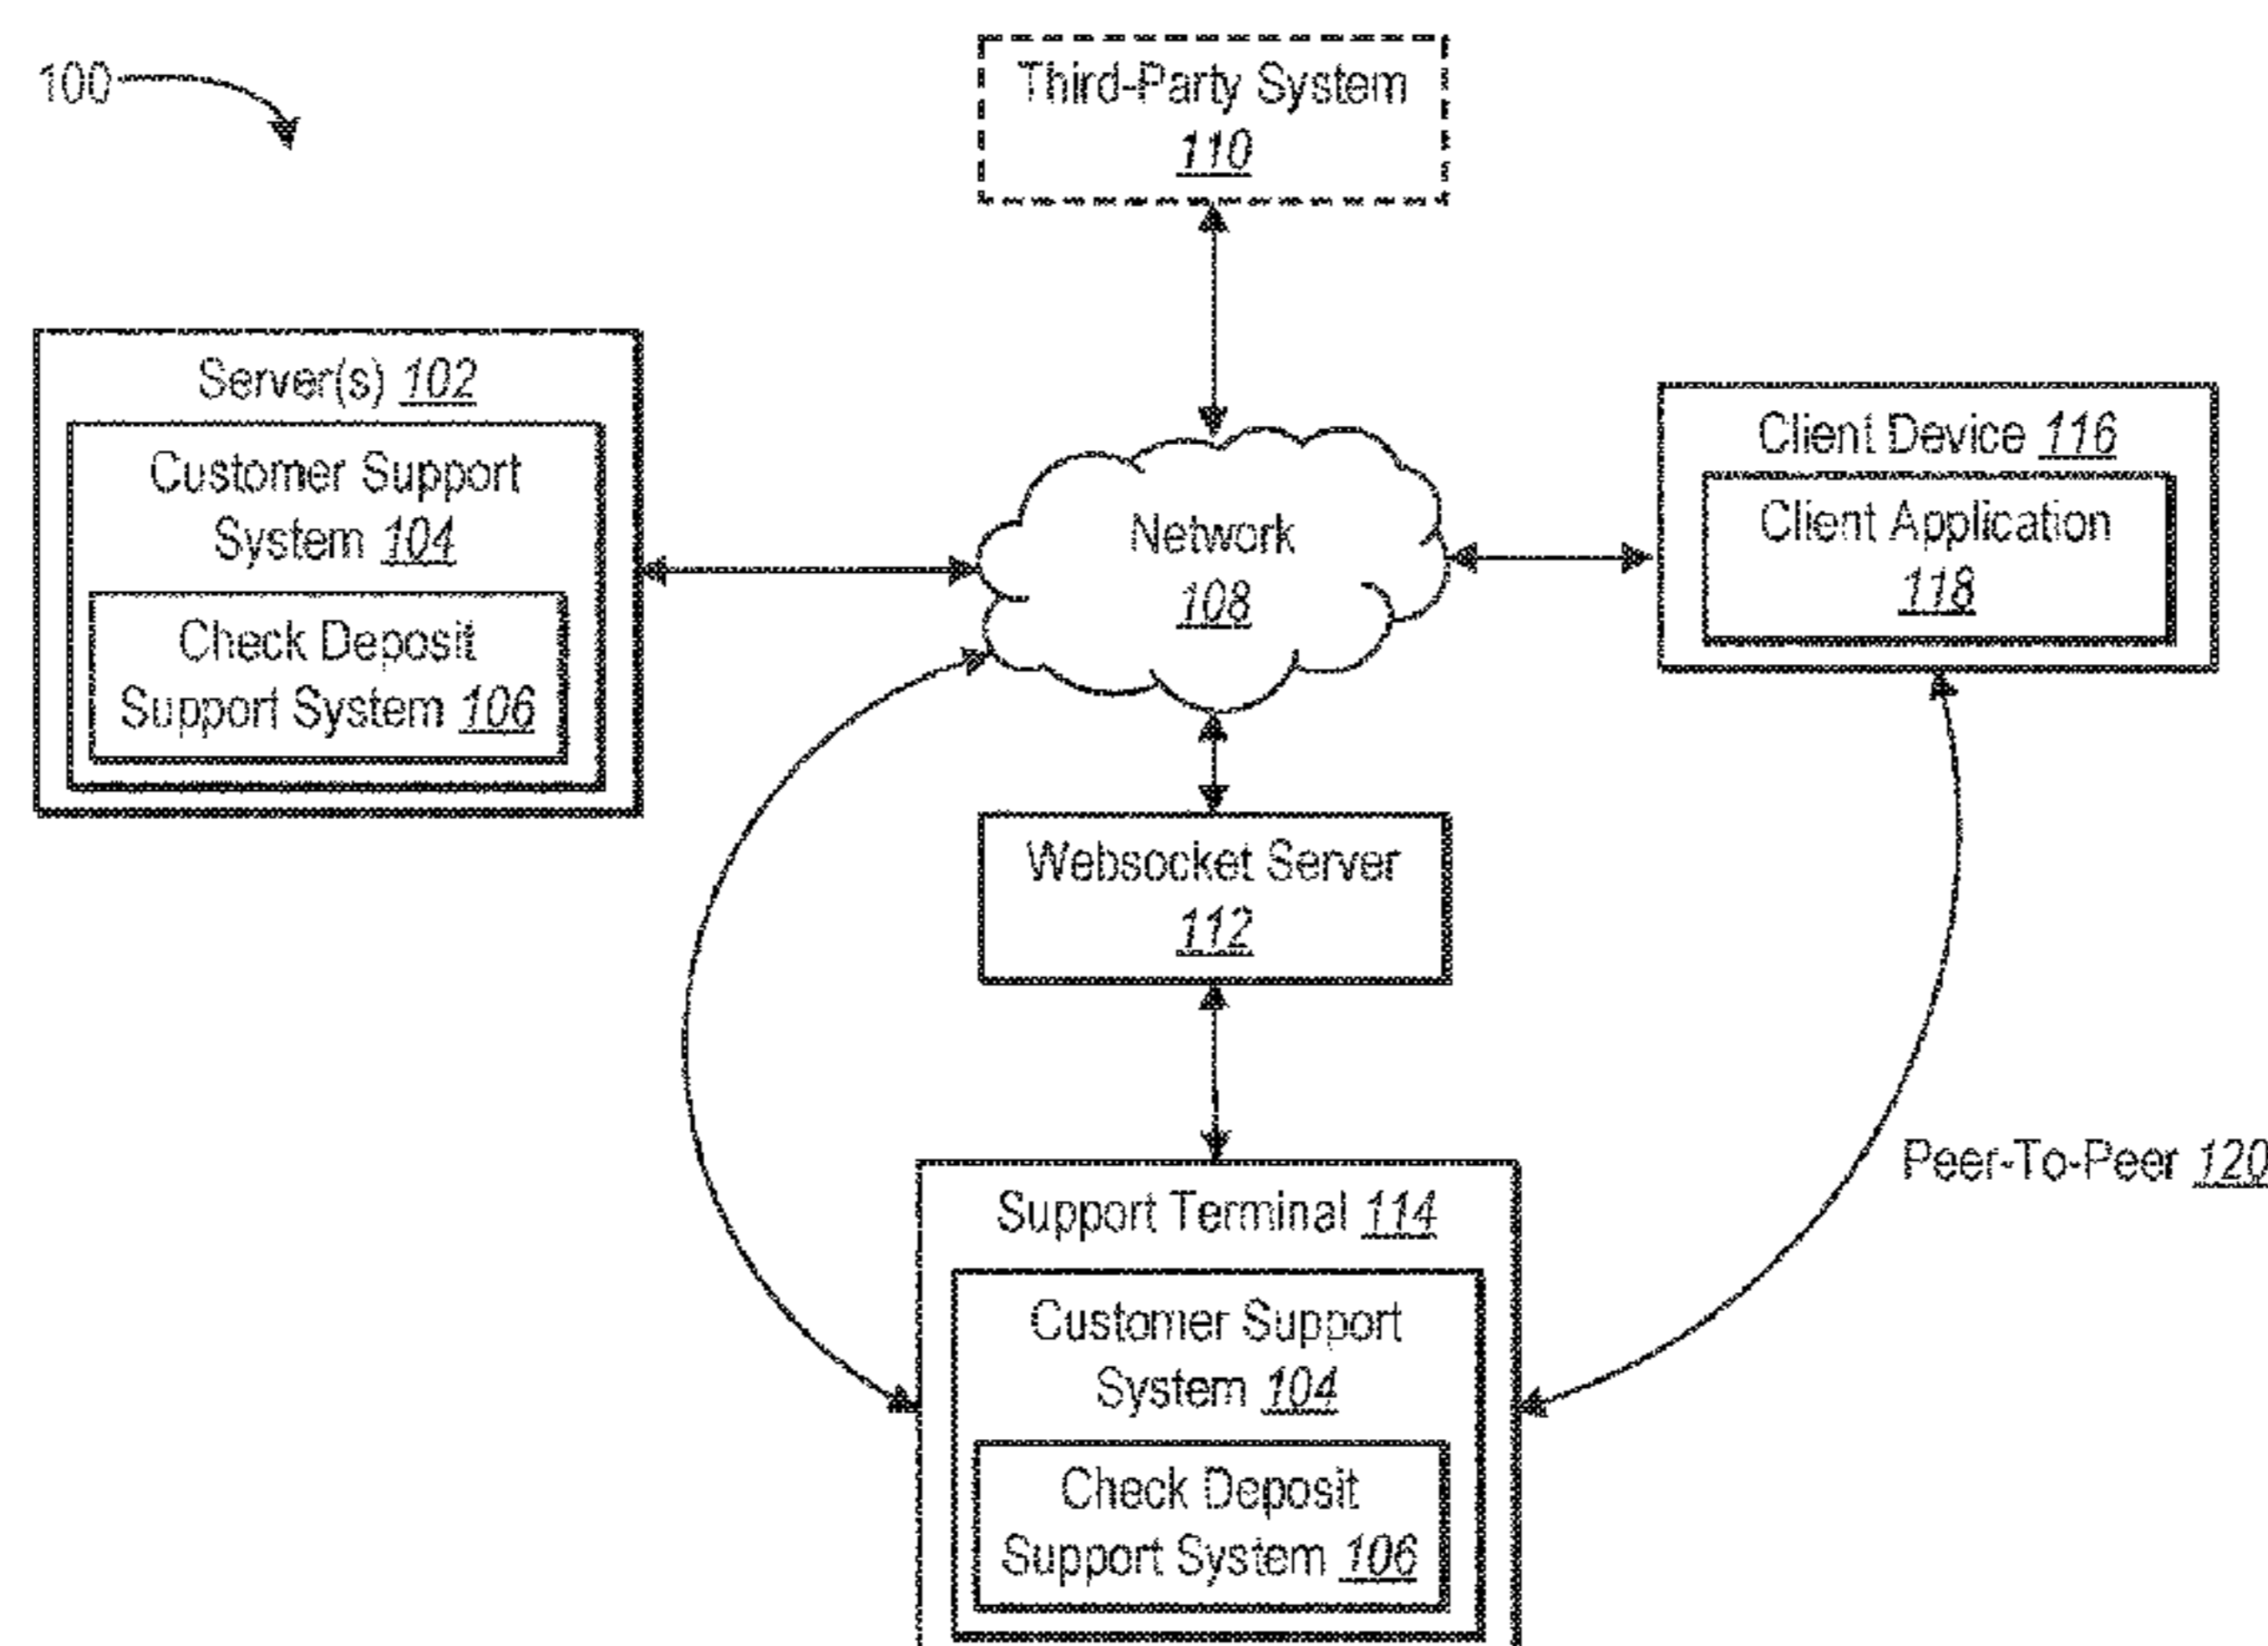 100
Third-Party System
110
Server(s) 102
Customer Support
System 104
Check Deposit
Support System 106
Network
108
Client Device 116
Client Application
118
Websocket Server
112
Peer-To-Peer 120
Support Terminal 114
Customer Support
System 104
Check Deposit
Support System 106